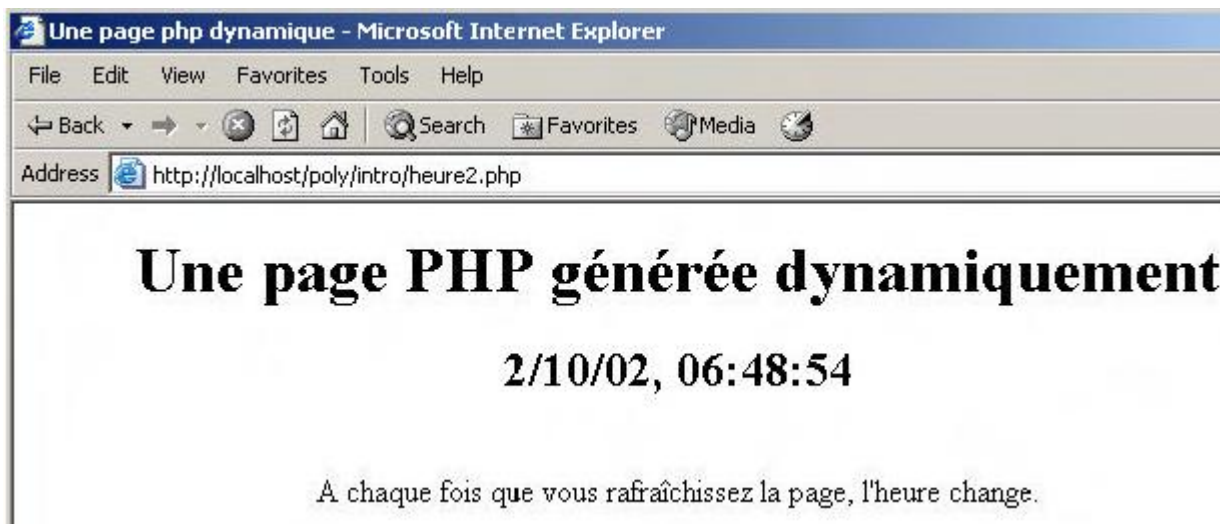 Une page php dynamique - Microsoft Internet Explorer
File Edit View Favorites Tools Help
Back Search Favorites Media
Address http://localhost/poly/intro/heure2.php
Une page PHP générée dynamiquement
2/10/02, 06:48:54
A chaque fois que vous rafraîchissez la page, l'heure change.